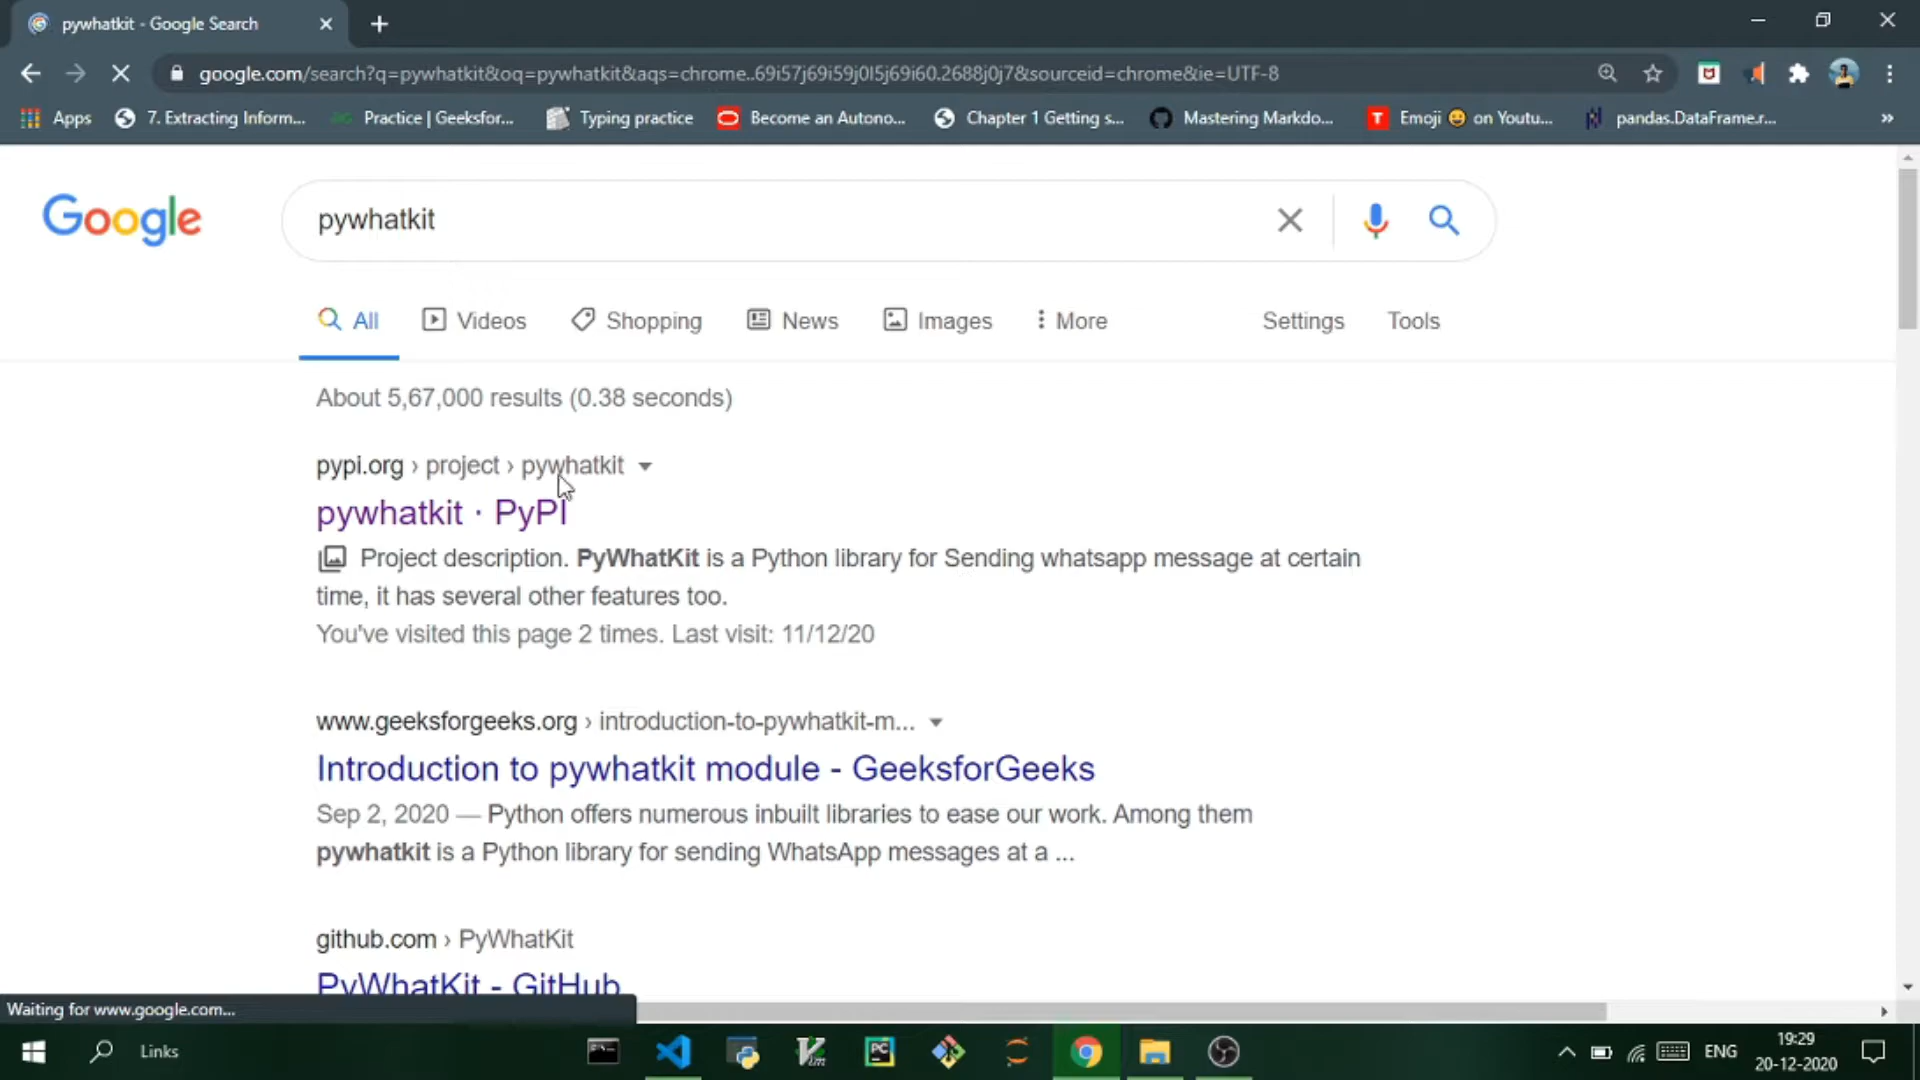 pywhatkit - Google Search
google.com/search?q=pywhatkit&oq=pywhatkit&aqs=chrome..69i57j69i59j0l5j69i60.2688j0j7&sourceid=chrome&ie=UTF-8
Apps 7. Extracting Inform... Practice | Geeksfor... Typing practice Become an Autono... Chapter 1 Getting s... Mastering Markdo... Emoji 😀 on Youtu... pandas.DataFrame.r... »
Google pywhatkit
All Videos Shopping News Images More Settings Tools
About 5,67,000 results (0.38 seconds)
pypi.org › project › pywhatkit
pywhatkit · PyPI
Project description. PyWhatKit is a Python library for Sending whatsapp message at certain
time, it has several other features too.
You've visited this page 2 times. Last visit: 11/12/20
www.geeksforgeeks.org › introduction-to-pywhatkit-m...
Introduction to pywhatkit module - GeeksforGeeks
Sep 2, 2020 — Python offers numerous inbuilt libraries to ease our work. Among them
pywhatkit is a Python library for sending WhatsApp messages at a ...
github.com › PyWhatKit
PyWhatKit - GitHub
Waiting for www.google.com...
Links ENG 19:29
20-12-2020